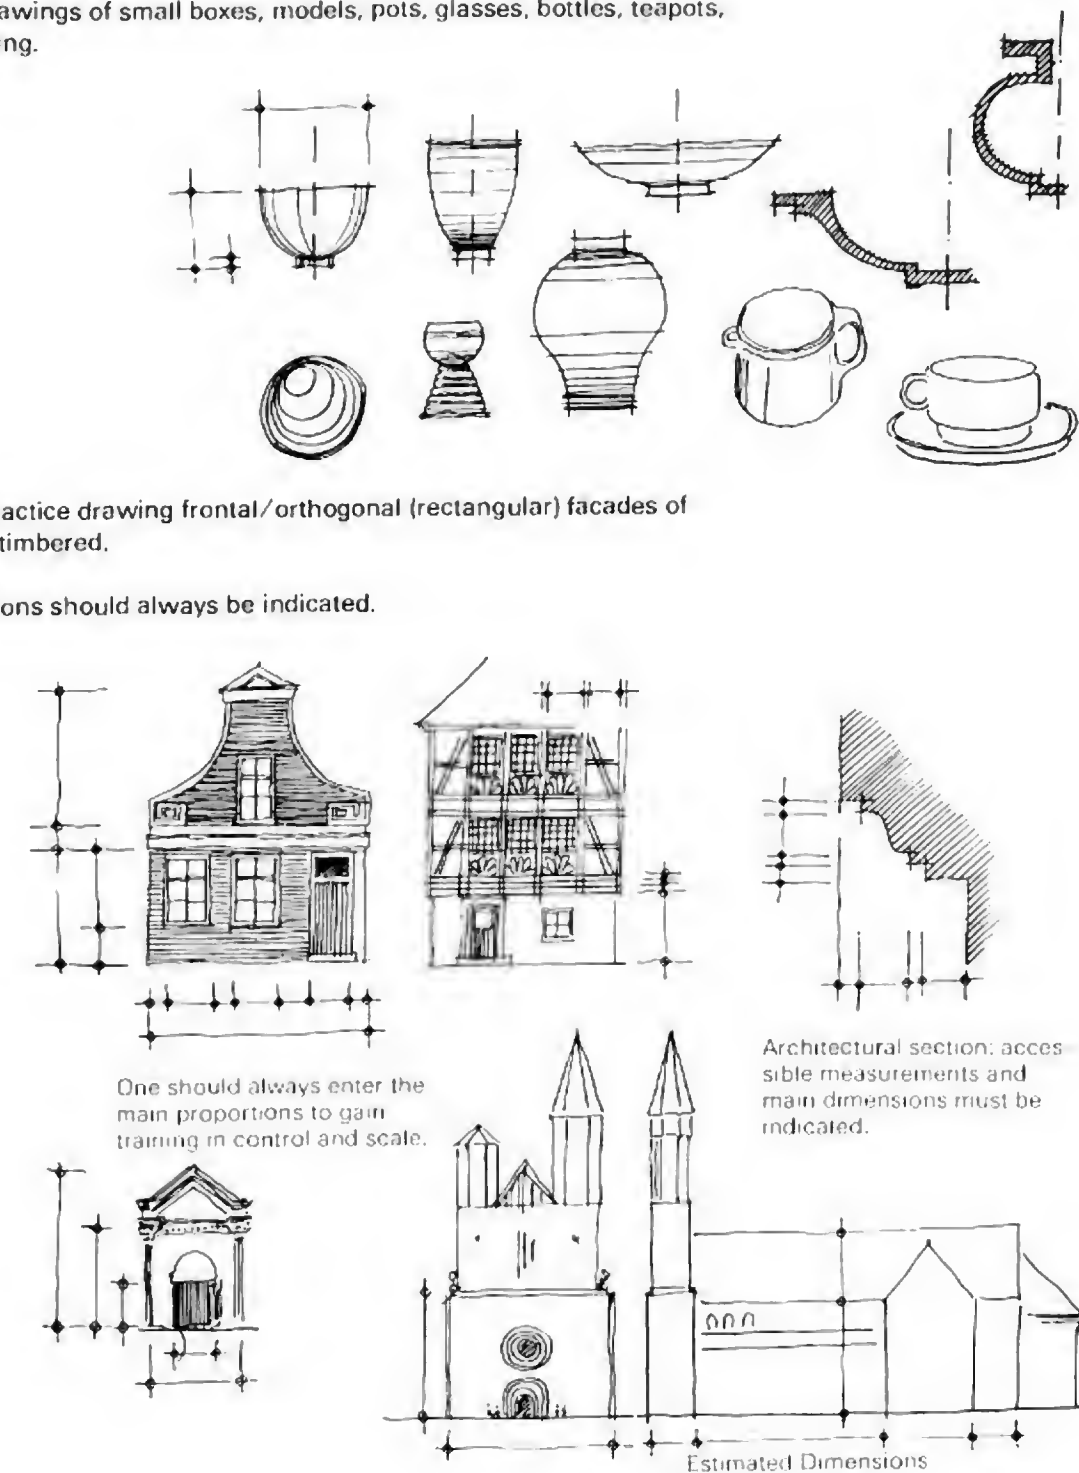 awings of small boxes, models, pots, glasses, bottles, teapots,
ng.
actice drawing frontal/orthogonal (rectangular) facades of
timbered.
ons should always be indicated.
Architectural section: acces
sible measurements and
main dimensions must be
indicated.
One should always enter the
main proportions to gain
training in control and scale.
Estimated Dimensions